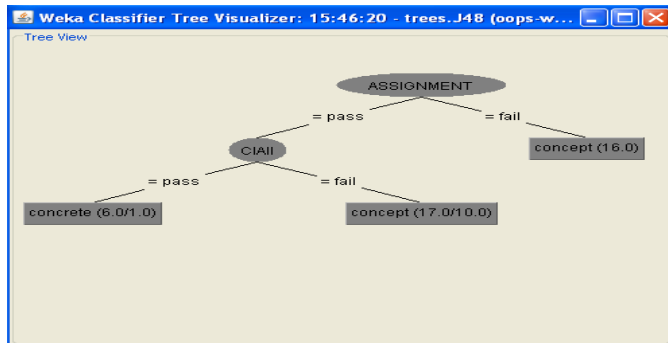 Weka Classifier Tree Visualizer: 15:46:20 - trees.J48 (oops-w...
Tree View
ASSIGNMENT
= pass
= fail
CIAII
concept (16.0)
= pass
= fail
concrete (6.0/1.0)
concept (17.0/10.0)